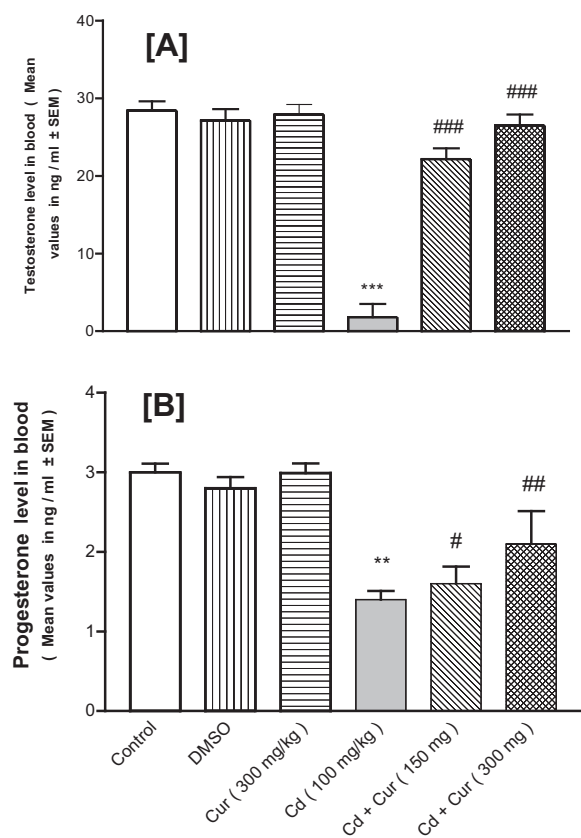 [A]
Testosterone level in blood ( Mean
values in ng / ml ± SEM )
40
30
20
10
0
***
###
###
[B]
Progesterone level in blood
( Mean values in ng / ml ± SEM )
4
3
2
1
0
**
#
##
Control
DMSO
Cur ( 300 mg/kg )
Cd ( 100 mg/kg )
Cd + Cur ( 150 mg )
Cd + Cur ( 300 mg )